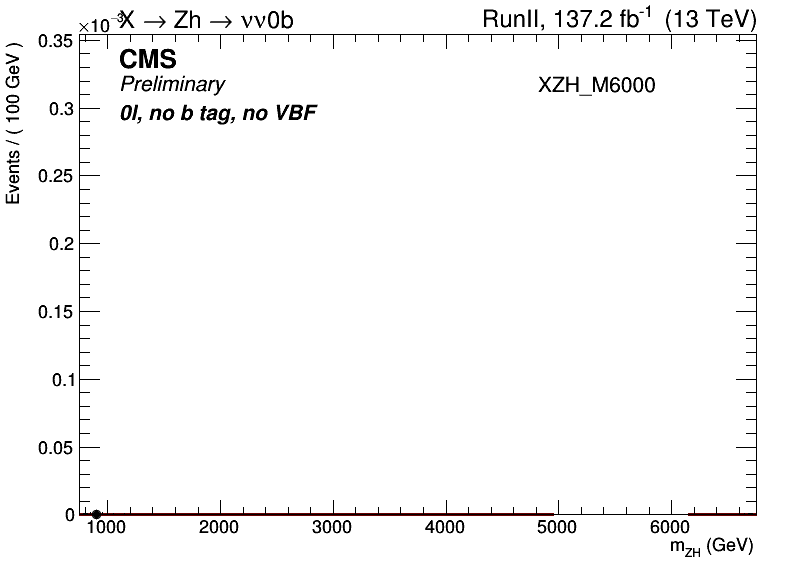 ×10⁻³
X → Zh → νν0b
RunII, 137.2 fb⁻¹ (13 TeV)
CMS
Preliminary
0l, no b tag, no VBF
XZH_M6000
Events / ( 100 GeV )
0.35
0.3
0.25
0.2
0.15
0.1
0.05
0
1000 2000 3000 4000 5000 6000
m_ZH (GeV)